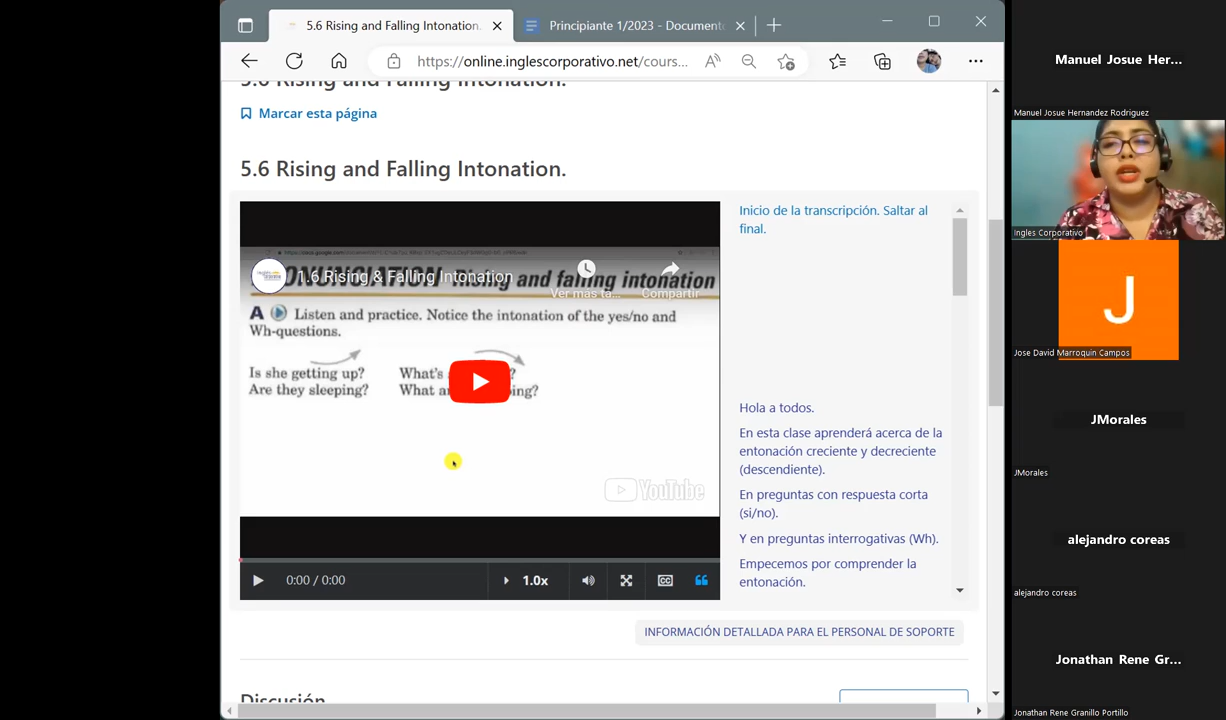 5.6 Rising and Falling Intonation.
Principiante 1/2023 - Document
https://online.inglescorporativo.net/cours...
5.6 Rising and Falling Intonation.
Marcar esta página
5.6 Rising and Falling Intonation.
1.6 Rising & Falling Intonation
Rising and falling intonation
Ver más ta...
Compartir
A Listen and practice. Notice the intonation of the yes/no and
Wh-questions.
Is she getting up?
Are they sleeping?
What's
What
?
YouTube
0:00 / 0:00
1.0x
CC
Inicio de la transcripción. Saltar al
final.
Hola a todos.
En esta clase aprenderá acerca de la
entonación creciente y decreciente
(descendiente).
En preguntas con respuesta corta
(si/no).
Y en preguntas interrogativas (Wh).
Empecemos por comprender la
entonación.
INFORMACIÓN DETALLADA PARA EL PERSONAL DE SOPORTE
Discusión
Manuel Josue Her...
Manuel Josue Hernandez Rodriguez
Ingles Corporativo
J
Jose David Marroquin Campos
JMorales
JMorales
alejandro coreas
alejandro coreas
Jonathan Rene Gr...
Jonathan Rene Granillo Portillo